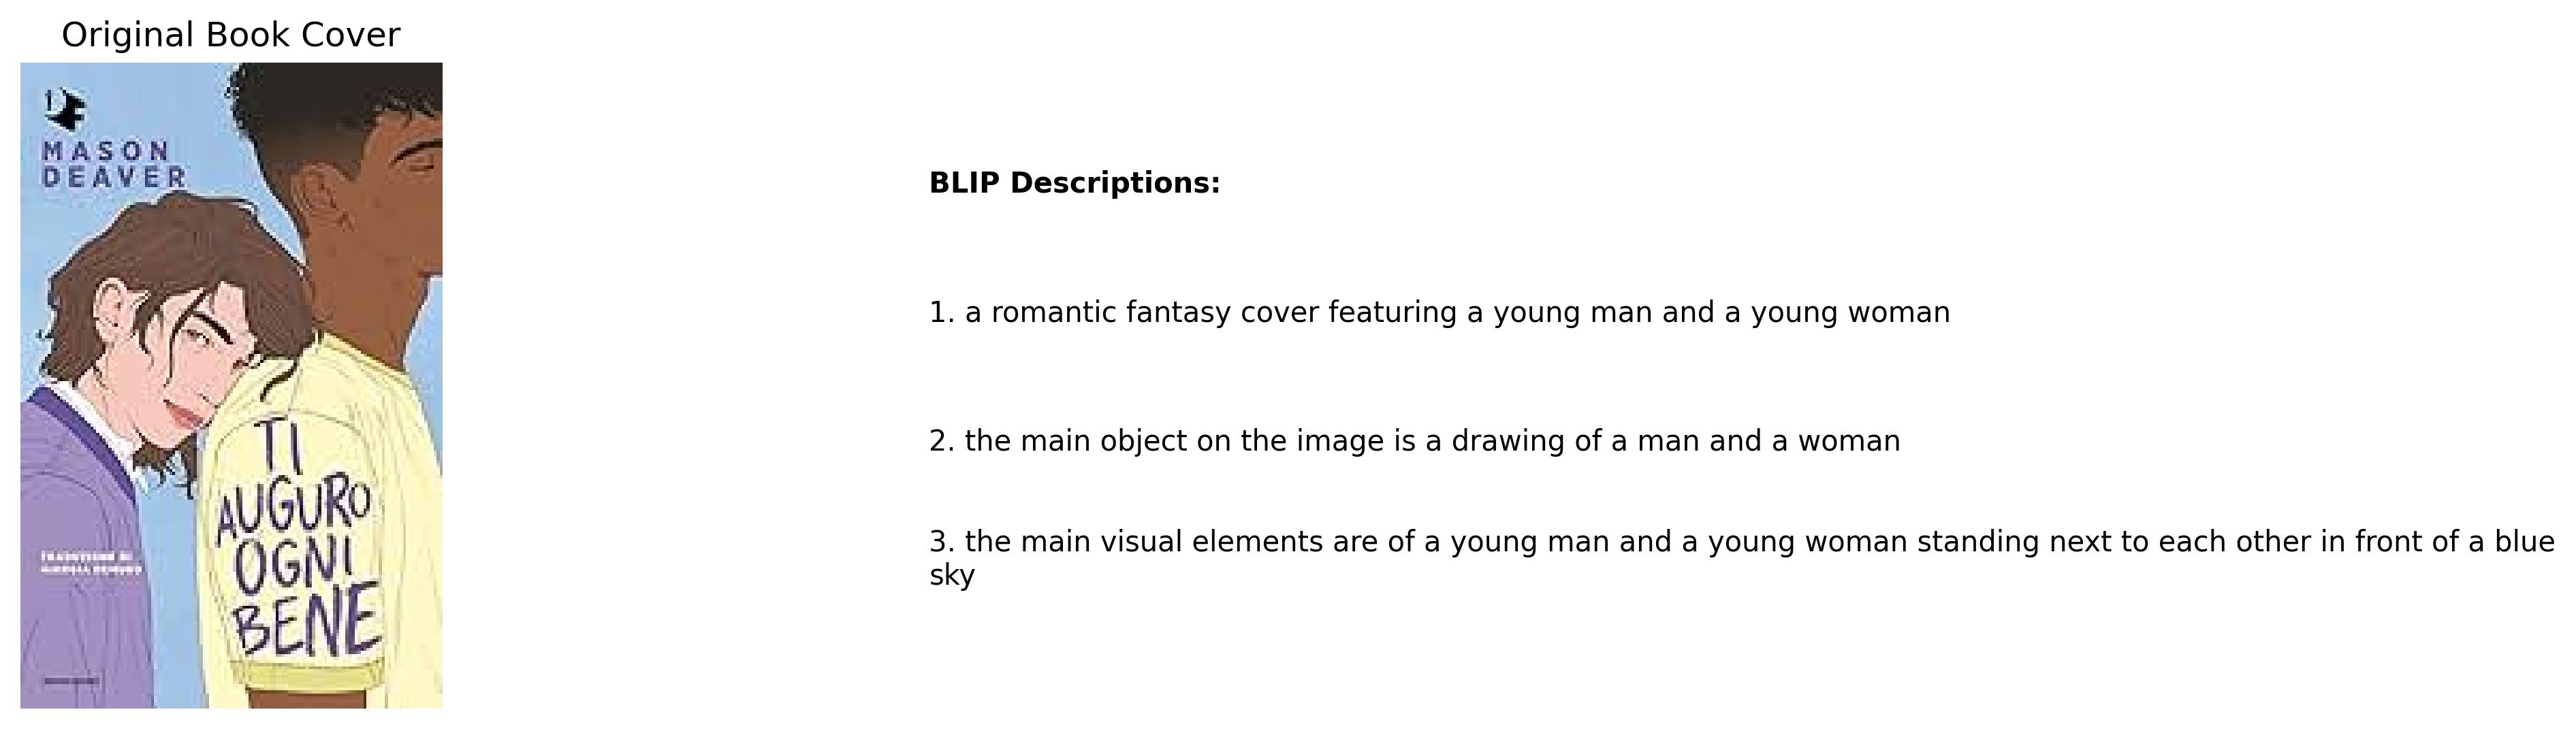 Original Book Cover
MASON
DEAVER
TI
AUGURO
OGNI
BENE
TRADUZIONE DI
BLIP Descriptions:
1. a romantic fantasy cover featuring a young man and a young woman
2. the main object on the image is a drawing of a man and a woman
3. the main visual elements are of a young man and a young woman standing next to each other in front of a blue
sky